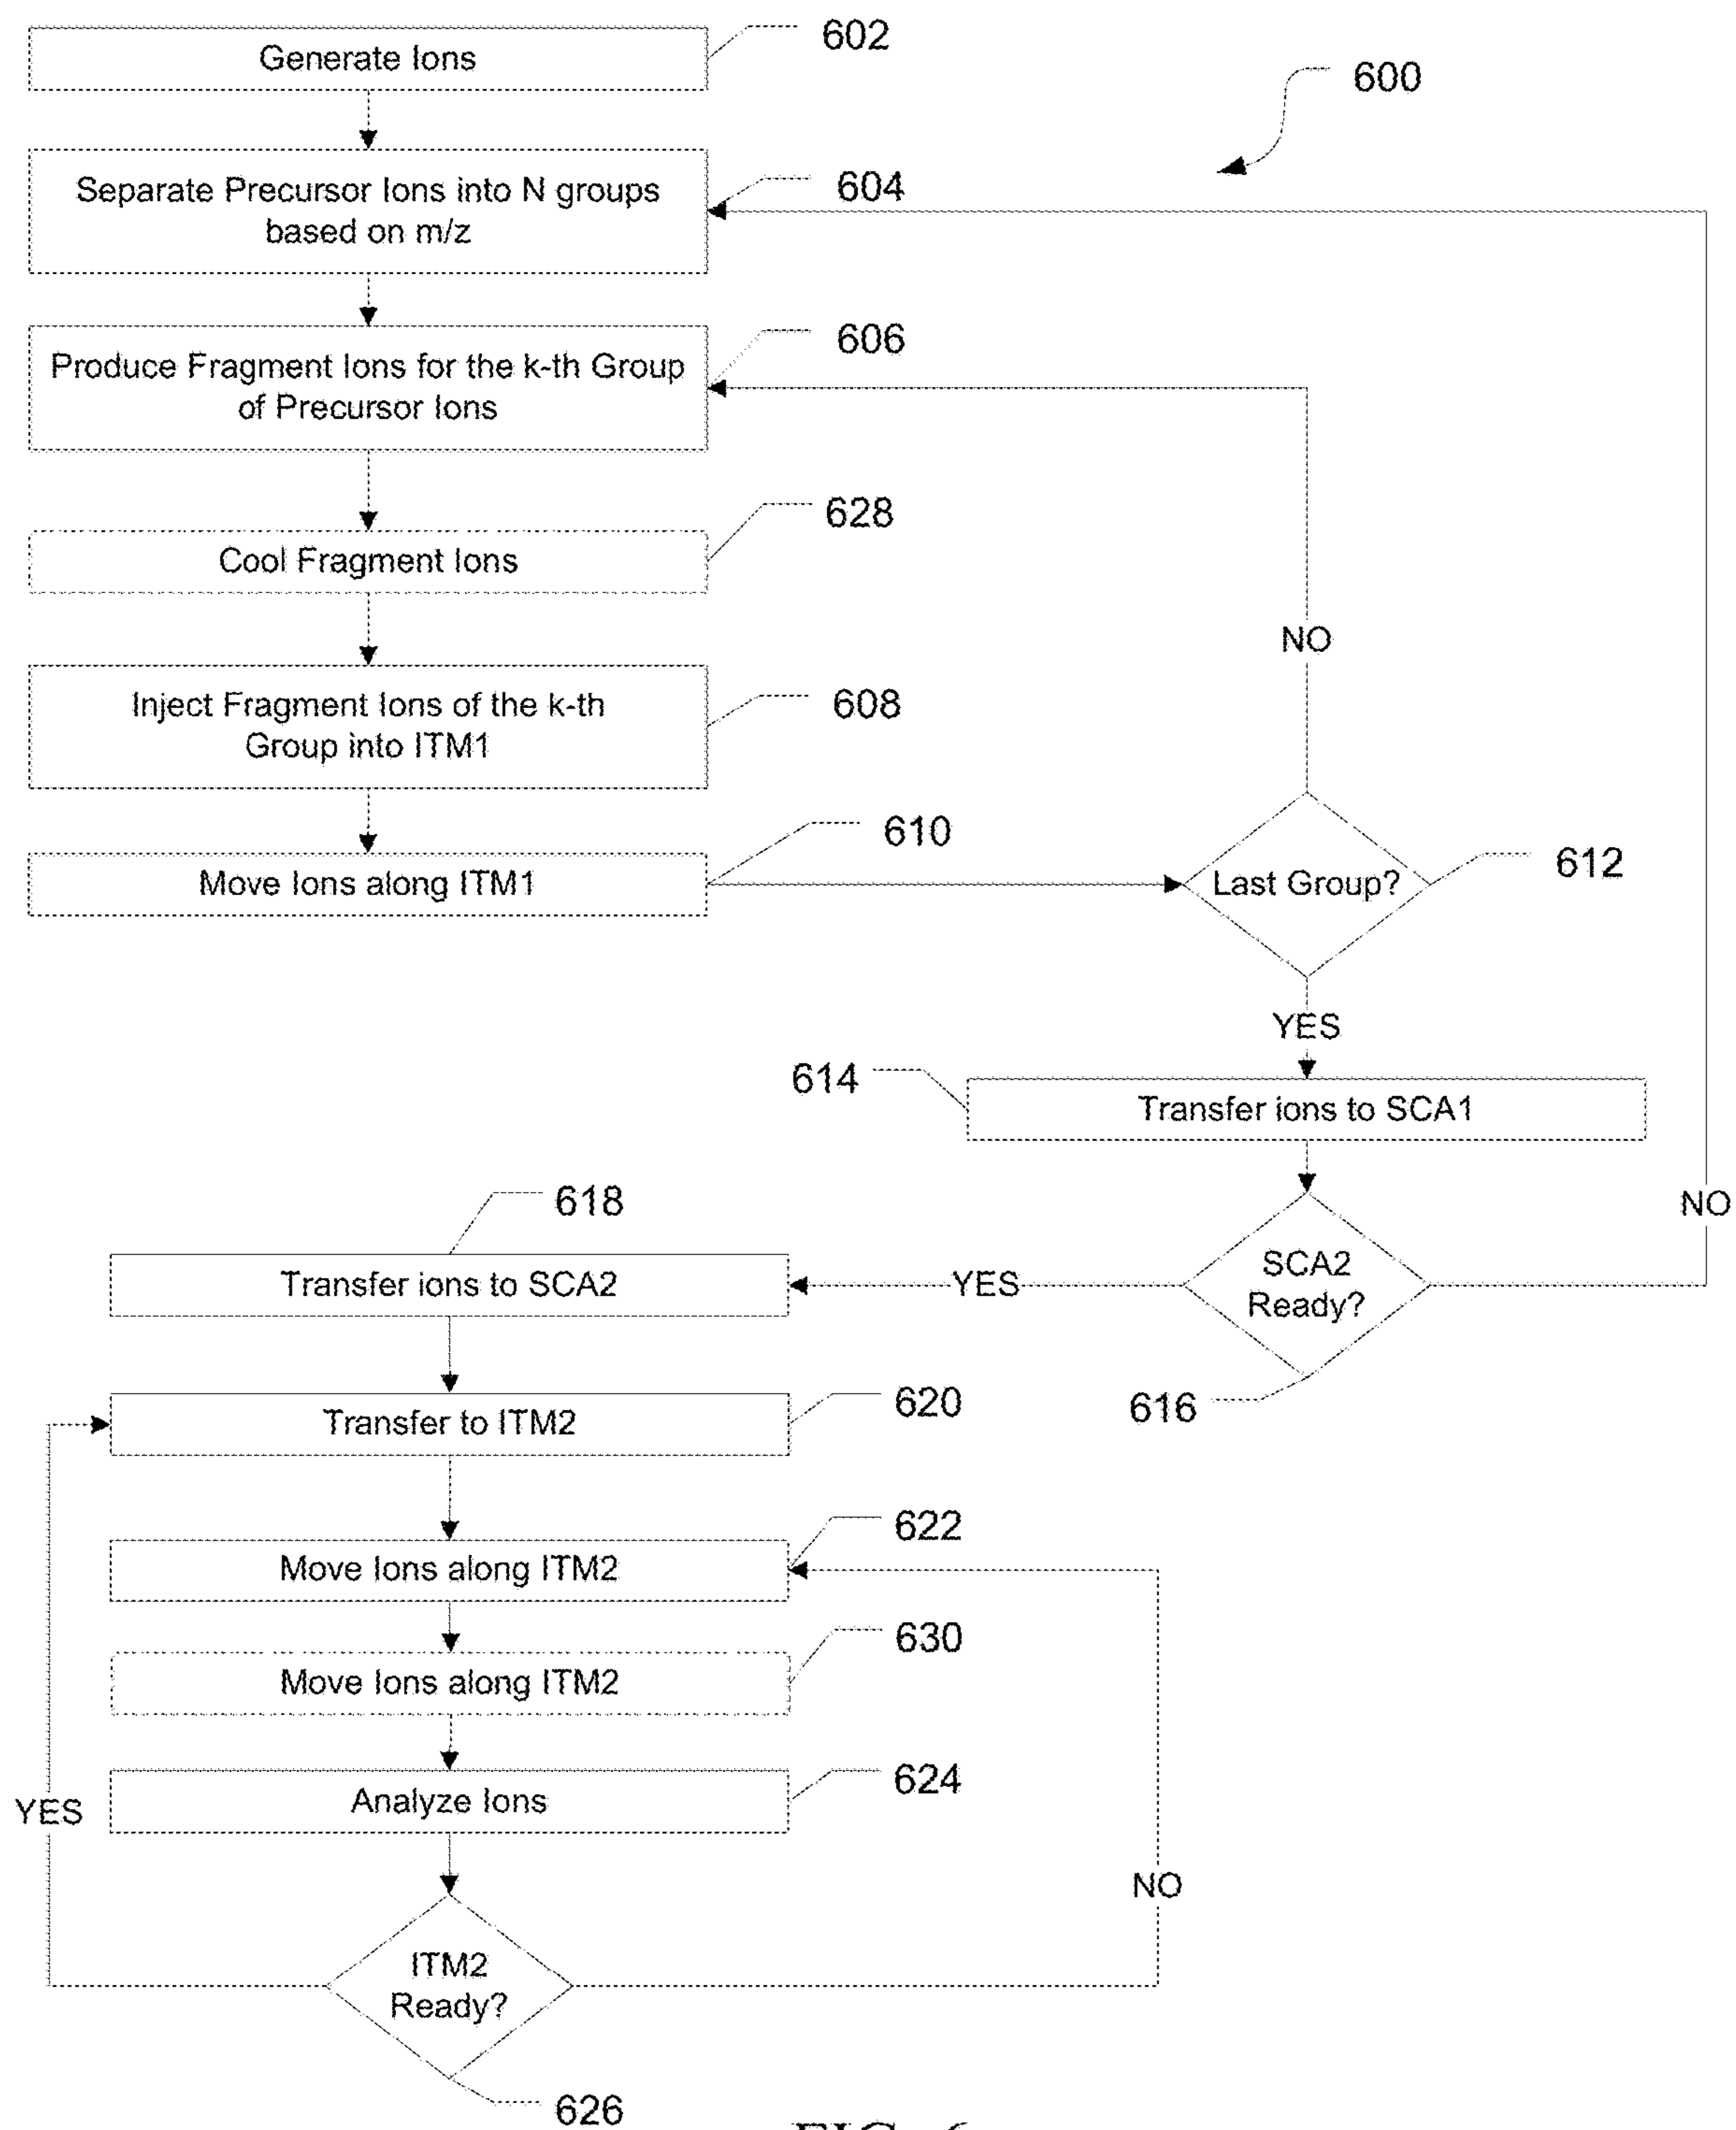 Generate Ions
602
600
Separate Precursor Ions into N groups
based on m/z
604
Produce Fragment Ions for the k-th Group
of Precursor Ions
606
Cool Fragment Ions
628
NO
Inject Fragment Ions of the k-th
Group into ITM1
608
Move Ions along ITM1
610
Last Group?
612
YES
614
Transfer ions to SCA1
NO
618
Transfer ions to SCA2
YES
SCA2
Ready?
616
Transfer to ITM2
620
Move Ions along ITM2
622
Move Ions along ITM2
630
Analyze Ions
624
YES
NO
ITM2
Ready?
626